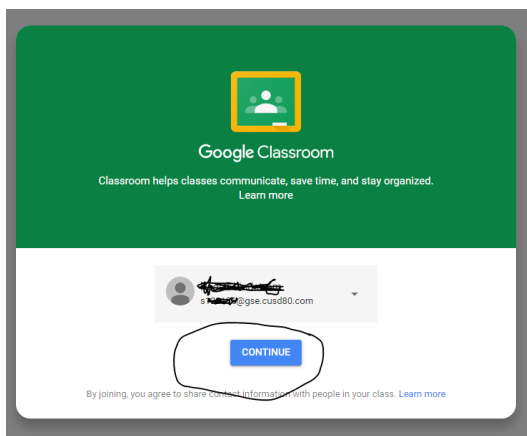 Google Classroom
Classroom helps classes communicate, save time, and stay organized.
Learn more
@gse.cusd80.com
CONTINUE
By joining, you agree to share contact information with people in your class. Learn more